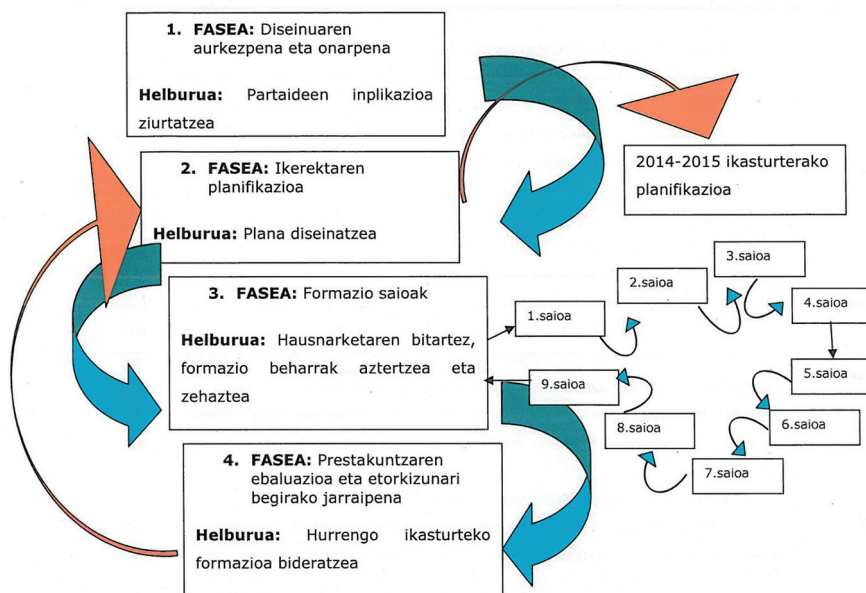 1. FASEA: Diseinuaren
aurkezpena eta onarpena
Helburua: Partaideen inplikazioa
ziurtatzea
2. FASEA: Ikerektaren
planifikazioa
Helburua: Plana diseinatzea
2014-2015 ikasturterako
planifikazioa
3. FASEA: Formazio saioak
Helburua: Hausnarketaren bitartez,
formazio beharrak aztertzea eta
zehaztea
1.saioa
2.saioa
3.saioa
4.saioa
5.saioa
6.saioa
7.saioa
8.saioa
9.saioa
4. FASEA: Prestakuntzaren
ebaluazioa eta etorkizunari
begirako jarraipena
Helburua: Hurrengo ikasturteko
formazioa bideratzea